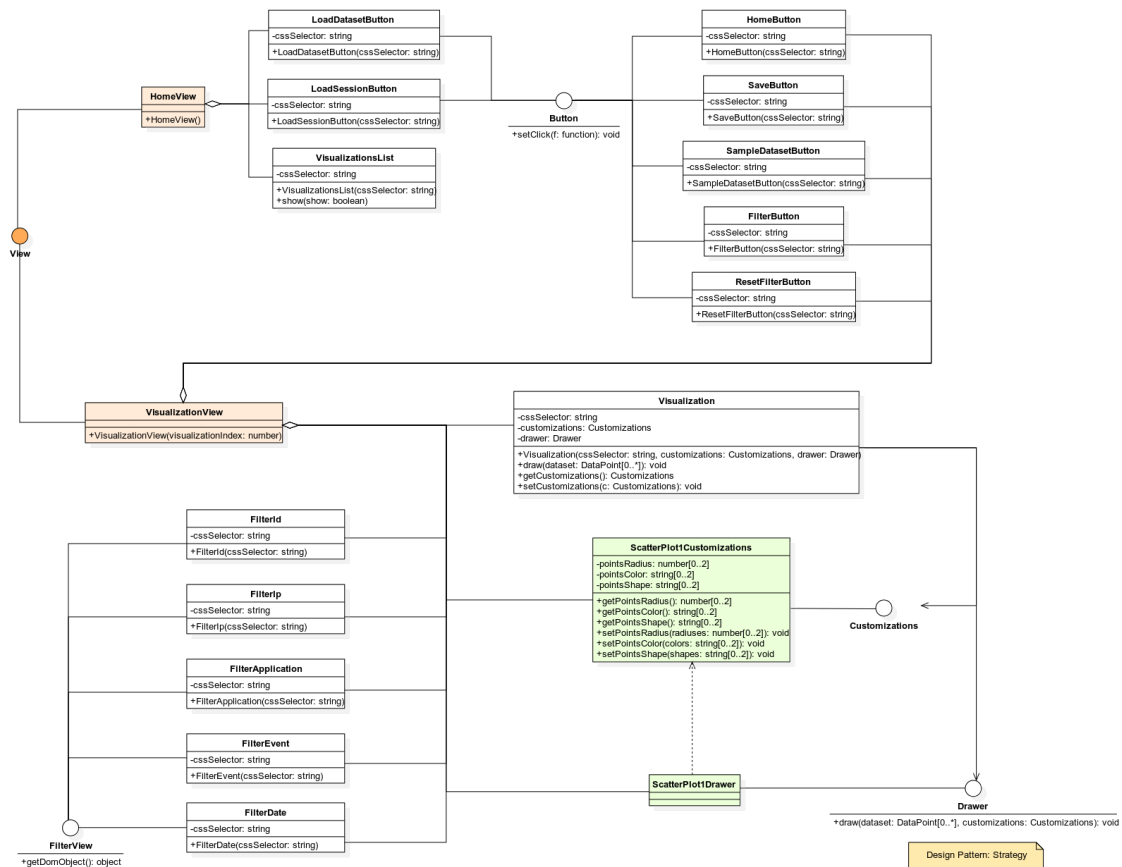 LoadDatasetButton
-cssSelector: string
+LoadDatasetButton(cssSelector: string)
HomeButton
-cssSelector: string
+HomeButton(cssSelector: string)
HomeView
+HomeView()
LoadSessionButton
-cssSelector: string
+LoadSessionButton(cssSelector: string)
Button
+setClick(f: function): void
SaveButton
-cssSelector: string
+SaveButton(cssSelector: string)
VisualizationsList
-cssSelector: string
+VisualizationsList(cssSelector: string)
+show(show: boolean)
SampleDatasetButton
-cssSelector: string
+SampleDatasetButton(cssSelector: string)
View
FilterButton
-cssSelector: string
+FilterButton(cssSelector: string)
ResetFilterButton
-cssSelector: string
+ResetFilterButton(cssSelector: string)
VisualizationView
+VisualizationView(visualizationIndex: number)
Visualization
-cssSelector: string
-customizations: Customizations
-drawer: Drawer
+Visualization(cssSelector: string, customizations: Customizations, drawer: Drawer)
+draw(dataset: DataPoint[0..*]): void
+getCustomizations(): Customizations
+setCustomizations(c: Customizations): void
FilterId
-cssSelector: string
+FilterId(cssSelector: string)
ScatterPlot1Customizations
-pointsRadius: number[0..2]
-pointsColor: string[0..2]
-pointsShape: string[0..2]
+getPointsRadius(): number[0..2]
+getPointsColor(): string[0..2]
+getPointsShape(): string[0..2]
+setPointsRadius(radiuses: number[0..2]): void
+setPointsColor(colors: string[0..2]): void
+setPointsShape(shapes: string[0..2]): void
Customizations
FilterIp
-cssSelector: string
+FilterIp(cssSelector: string)
FilterApplication
-cssSelector: string
+FilterApplication(cssSelector: string)
FilterEvent
-cssSelector: string
+FilterEvent(cssSelector: string)
ScatterPlot1Drawer
Drawer
+draw(dataset: DataPoint[0..*], customizations: Customizations): void
FilterDate
-cssSelector: string
+FilterDate(cssSelector: string)
FilterView
+getDomObject(): object
Design Pattern: Strategy